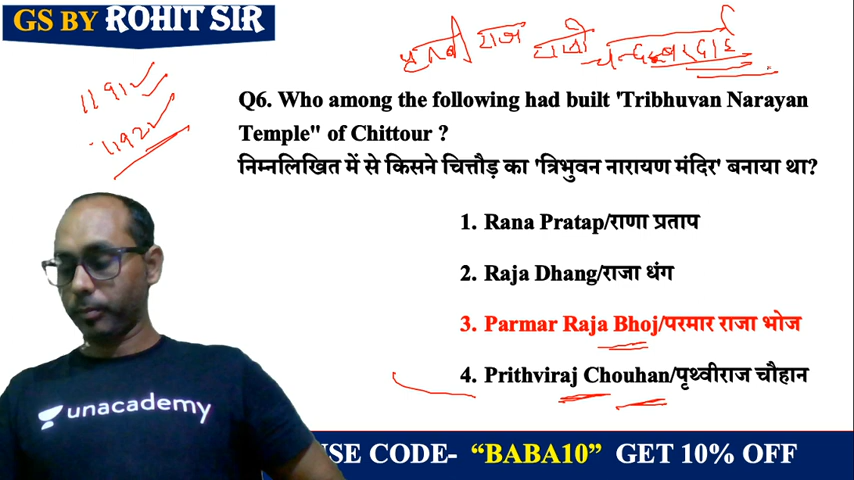 GS BY ROHIT SIR
पृथ्वी राज रासो
चन्दबरदाई
1191
1192
Q6. Who among the following had built 'Tribhuvan Narayan
Temple" of Chittour ?
निम्नलिखित में से किसने चित्तौड़ का 'त्रिभुवन नारायण मंदिर' बनाया था?
1. Rana Pratap/राणा प्रताप
2. Raja Dhang/राजा धंग
3. Parmar Raja Bhoj/परमार राजा भोज
4. Prithviraj Chouhan/पृथ्वीराज चौहान
unacademy
USE CODE- “BABA10” GET 10% OFF